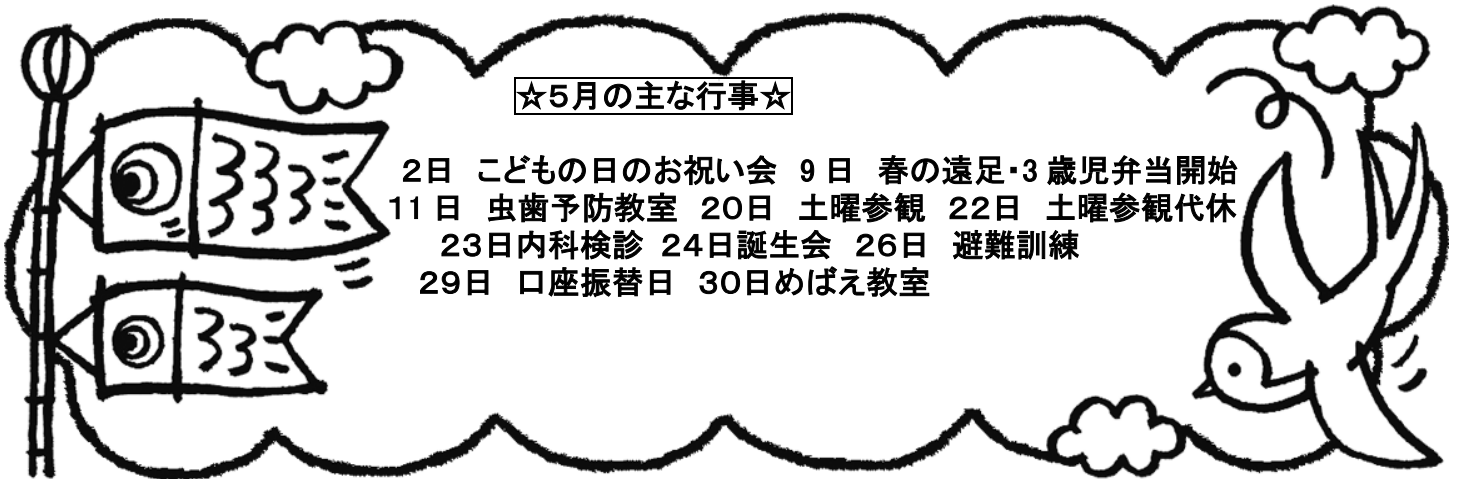 ☆５月の主な行事☆
２日　こどもの日のお祝い会　9 日　春の遠足・3 歳児弁当開始
11 日　虫歯予防教室　２０日　土曜参観　２２日　土曜参観代休
２３日内科検診　２４日誕生会　２６日　避難訓練
２９日　口座振替日　３０日めばえ教室